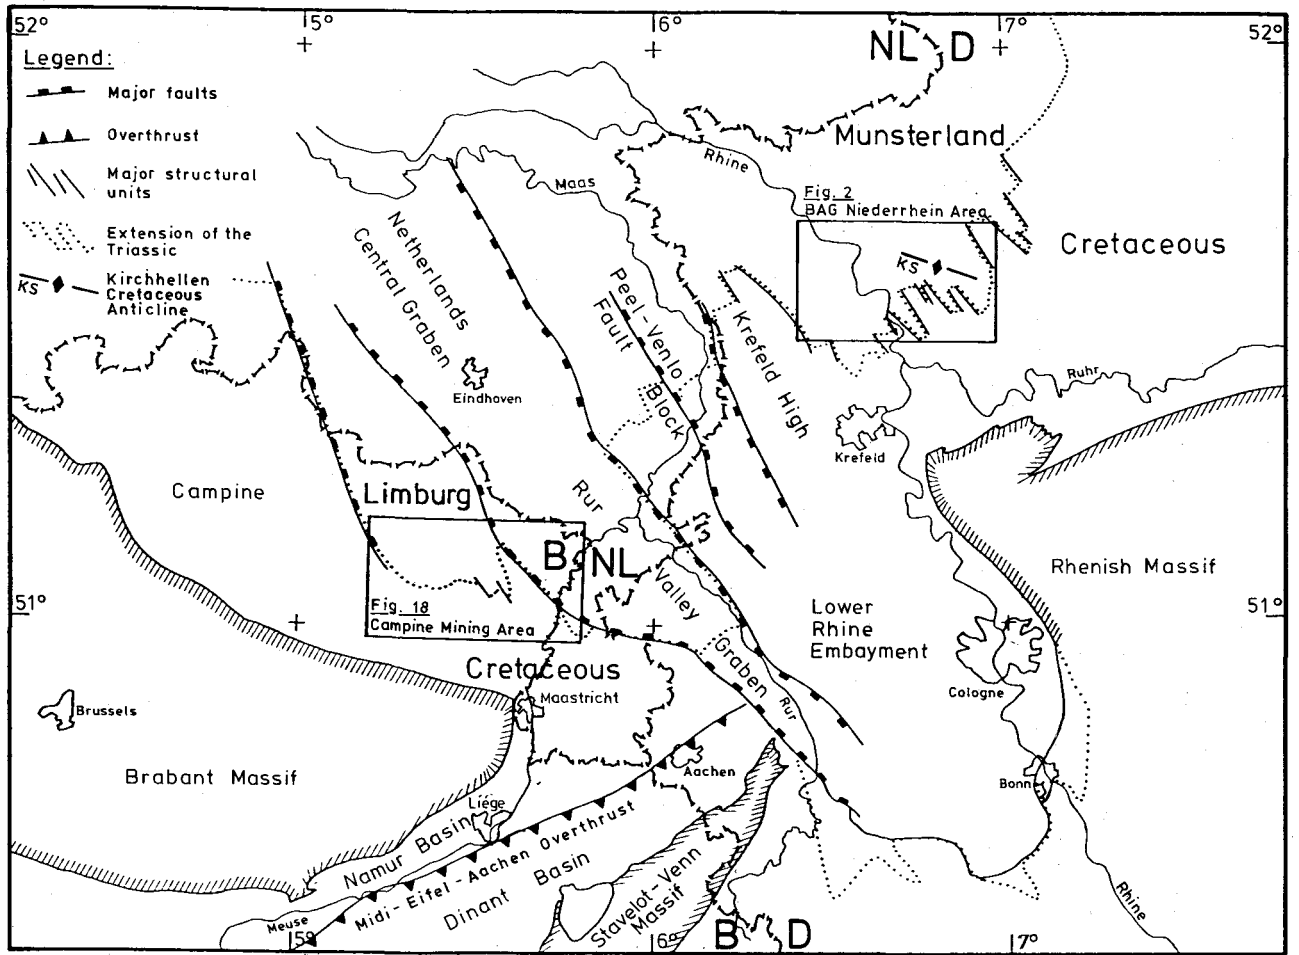 52°
15°
6°
7°
52°
NL D
Legend:
Major faults
Overthrust
Major structural
units
Extension of the
Triassic
KS
Kirchhellen
Cretaceous
Anticline
Munsterland
Rhine
Maas
Fig. 2
BAG Niederrhein Area
Cretaceous
KS
Netherlands
Central Graben
Peel-Venlo
Fault
Block
Krefeld High
Eindhoven
Ruhr
Krefeld
Campine
Limburg
Rur
B NL
Valley
Graben
Rhenish Massif
51°
Fig. 18
Campine Mining Area
Lower
Rhine
Embayment
51°
Cretaceous
Maastricht
Cologne
Brussels
Rur
Brabant Massif
Aachen
Bonn
Liége
Namur Basin
Midi-Eifel-Aachen Overthrust
Dinant Basin
Stavelot-Venn
Massif
Meuse
Rhine
B D
5°
6°
7°